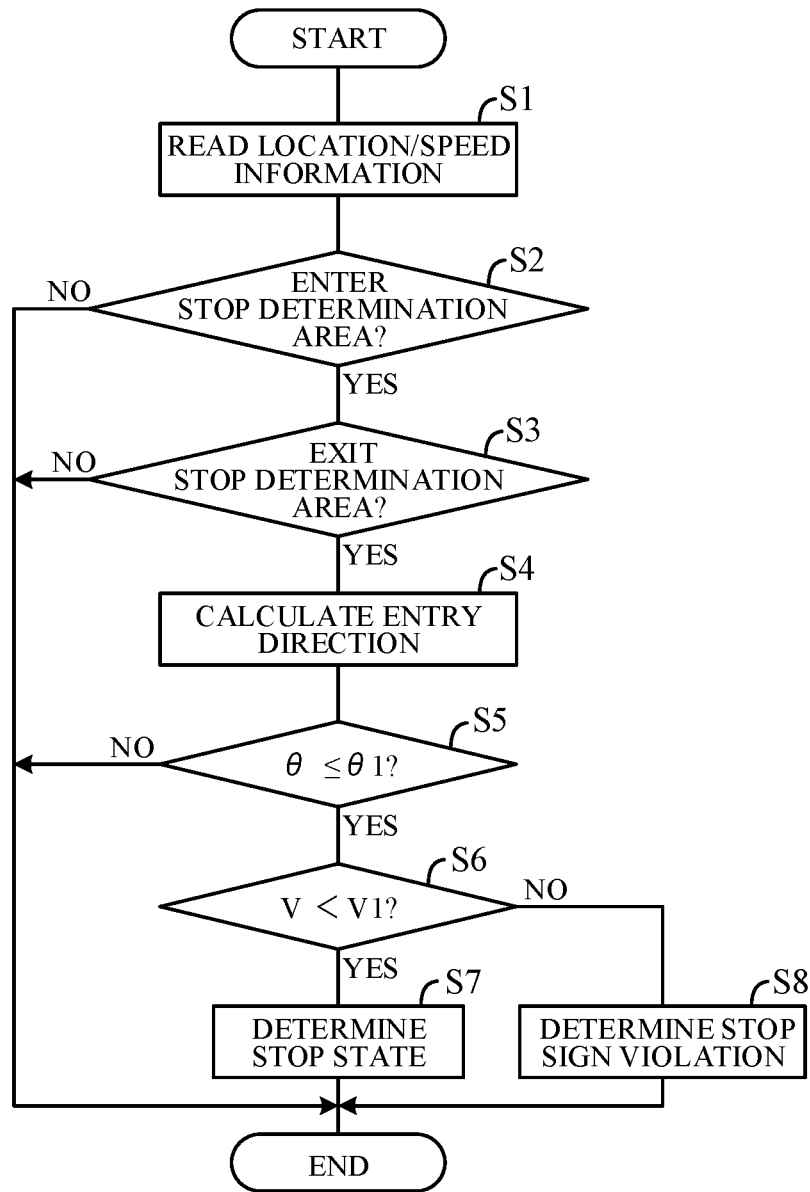 START
S1
READ LOCATION/SPEED
INFORMATION
S2
ENTER
STOP DETERMINATION
AREA?
NO
YES
S3
EXIT
STOP DETERMINATION
AREA?
NO
YES
S4
CALCULATE ENTRY
DIRECTION
S5
θ ≤ θ1?
NO
YES
S6
V < V1?
NO
YES
S7
DETERMINE
STOP STATE
S8
DETERMINE STOP
SIGN VIOLATION
END